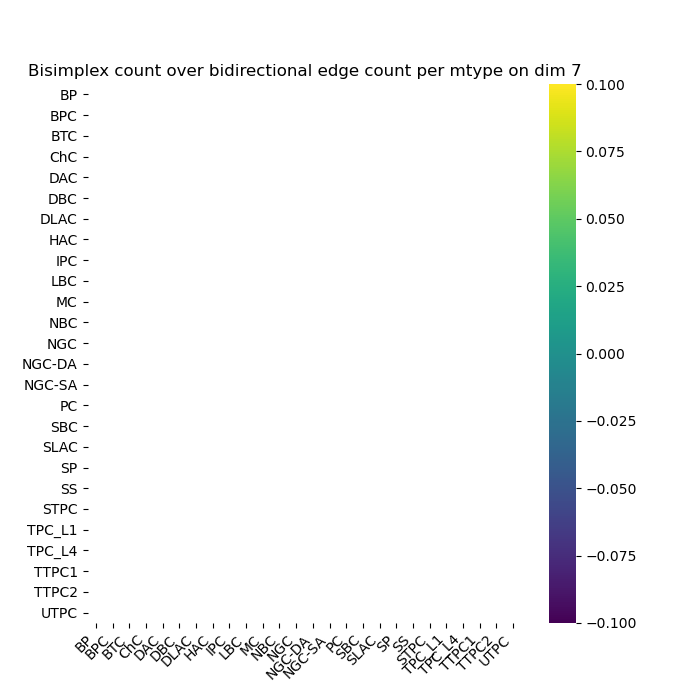 Bisimplex count over bidirectional edge count per mtype on dim 7
BP
BPC
BTC
ChC
DAC
DBC
DLAC
HAC
IPC
LBC
MC
NBC
NGC
NGC-DA
NGC-SA
PC
SBC
SLAC
SP
SS
STPC
TPC_L1
TPC_L4
TTPC1
TTPC2
UTPC
BP
BPC
BTC
ChC
DAC
DBC
DLAC
HAC
IPC
LBC
MC
NBC
NGC
NGC-DA
NGC-SA
PC
SBC
SLAC
SP
SS
STPC
TPC_L1
TPC_L4
TTPC1
TTPC2
UTPC
0.100
0.075
0.050
0.025
0.000
−0.025
−0.050
−0.075
−0.100